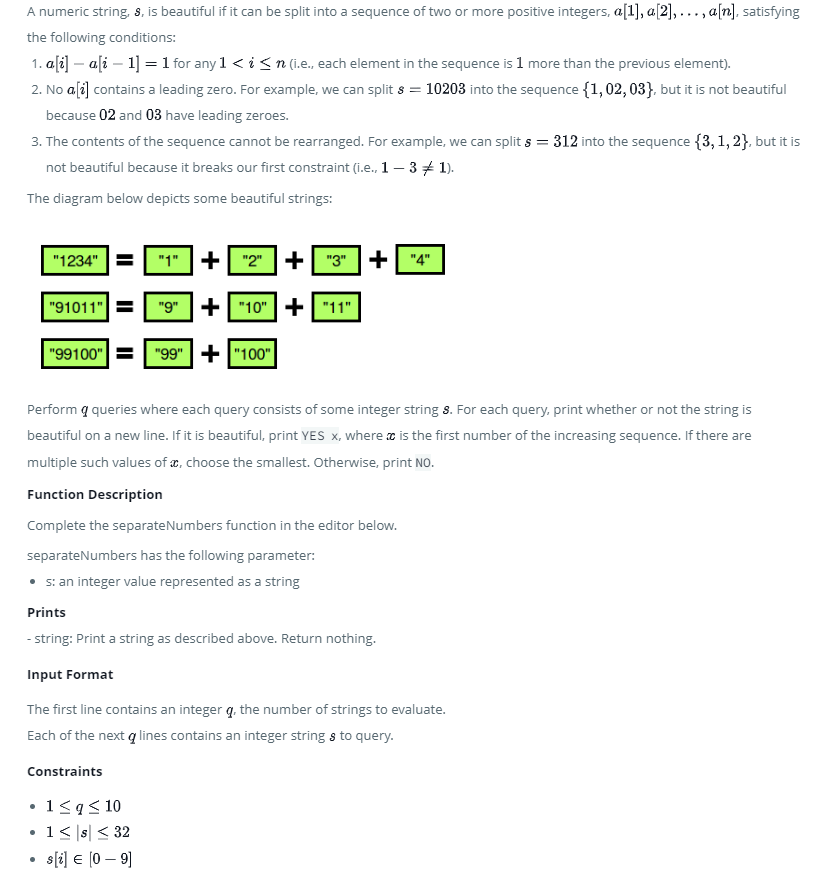 A numeric string, s, is beautiful if it can be split into a sequence of two or more positive integers, a[1], a[2], . . . , a[n], satisfying
the following conditions:
1. a[i] − a[i − 1] = 1 for any 1 < i ≤ n (i.e., each element in the sequence is 1 more than the previous element).
2. No a[i] contains a leading zero. For example, we can split s = 10203 into the sequence {1, 02, 03}, but it is not beautiful
because 02 and 03 have leading zeroes.
3. The contents of the sequence cannot be rearranged. For example, we can split s = 312 into the sequence {3, 1, 2}, but it is
not beautiful because it breaks our first constraint (i.e., 1 − 3 ≠ 1).
The diagram below depicts some beautiful strings:
"1234" = "1" + "2" + "3" + "4"
"91011" = "9" + "10" + "11"
"99100" = "99" + "100"
Perform q queries where each query consists of some integer string s. For each query, print whether or not the string is
beautiful on a new line. If it is beautiful, print YES x, where x is the first number of the increasing sequence. If there are
multiple such values of x, choose the smallest. Otherwise, print NO.
Function Description
Complete the separateNumbers function in the editor below.
separateNumbers has the following parameter:
• s: an integer value represented as a string
Prints
- string: Print a string as described above. Return nothing.
Input Format
The first line contains an integer q, the number of strings to evaluate.
Each of the next q lines contains an integer string s to query.
Constraints
• 1 ≤ q ≤ 10
• 1 ≤ |s| ≤ 32
• s[i] ∈ [0 − 9]